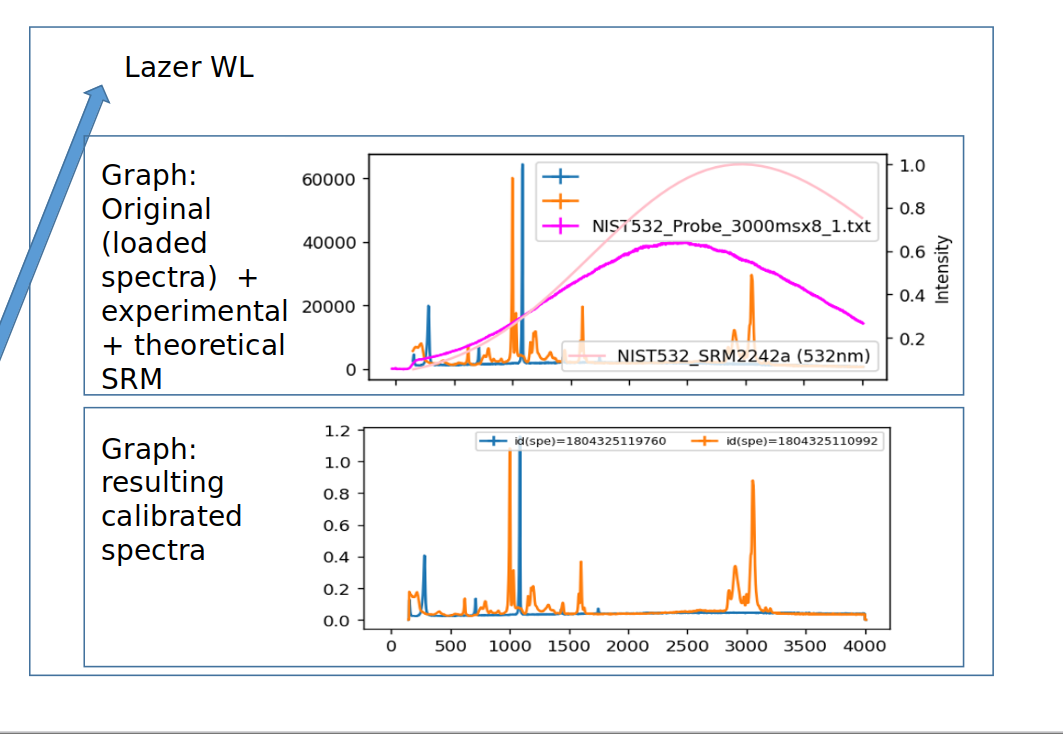 Lazer WL
Graph:
Original
(loaded
spectra) +
experimental
+ theoretical
SRM
60000
40000
20000
0
NIST532_Probe_3000msx8_1.txt
NIST532_SRM2242a (532nm)
1.0
0.8
0.6
0.4
0.2
Intensity
Graph:
resulting
calibrated
spectra
1.2
1.0
0.8
0.6
0.4
0.2
0.0
id(spe)=1804325119760 id(spe)=1804325110992
0 500 1000 1500 2000 2500 3000 3500 4000